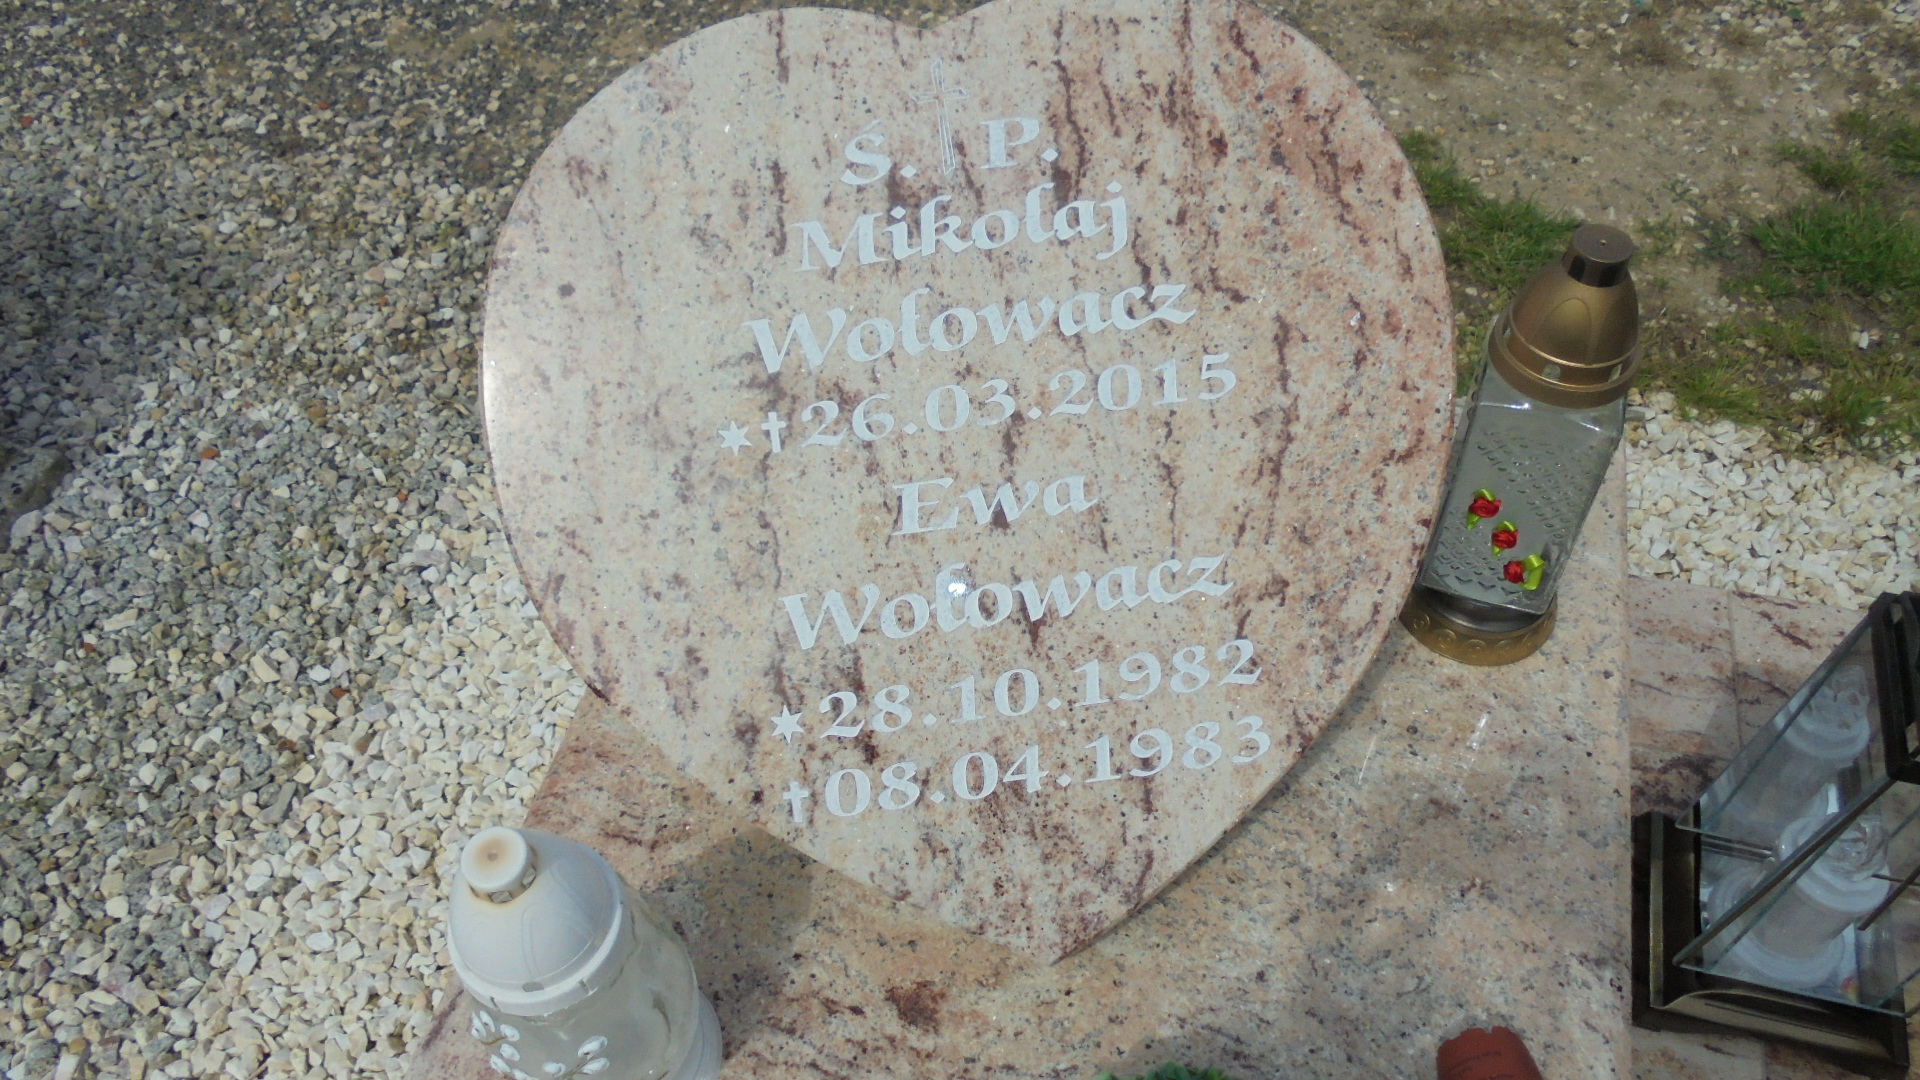 Ś. P.
Mikołaj
Wołowacz
★†26.03.2015
Ewa
Wołowacz
★28.10.1982
†08.04.1983